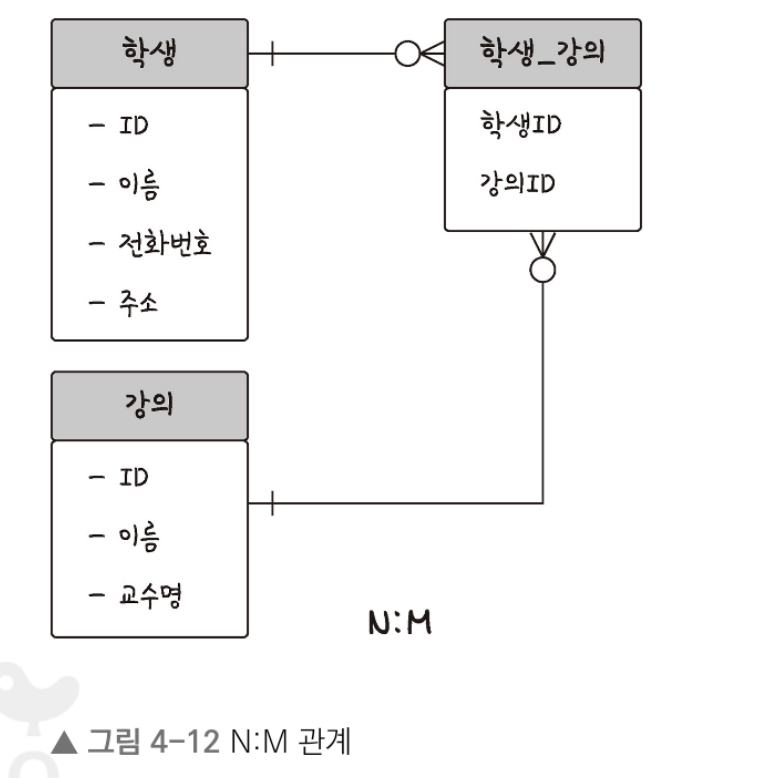 학생
- ID
- 이름
- 전화번호
- 주소
학생_강의
학생ID
강의ID
강의
- ID
- 이름
- 교수명
N:M
▲ 그림 4-12 N:M 관계